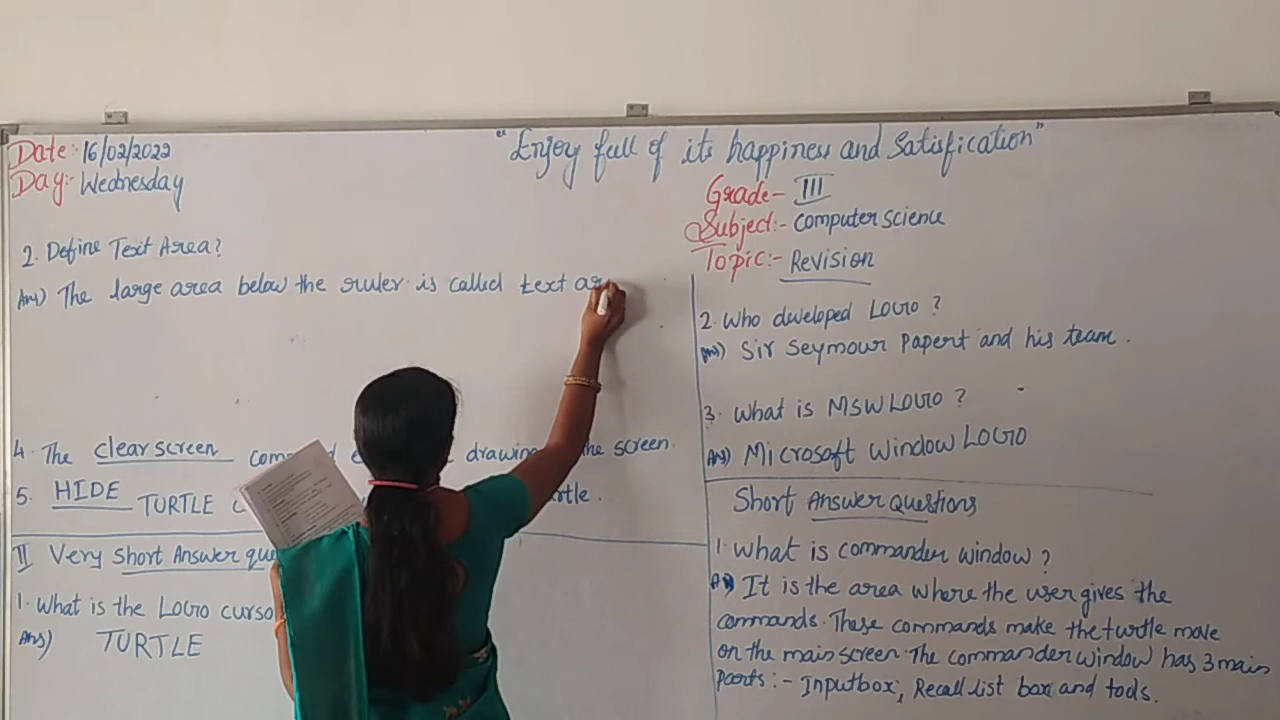 Date:- 16/02/2022
Day:- Wednesday
"Enjoy full of its happiness and Satisfication"
Grade- III
Subject:- Computer science
Topic:- Revision
2. Define Text Area?
Ans) The large area below the ruler is called text ar
4. The clear screen drawing the screen.
5. HIDE TURTLE
II Very Short Answer que
1. What is the LOGO curso
Ans) TURTLE
2. Who dweloped LOGO ?
Ans) Sir Seymour Papert and his team.
3. What is MSWLOGO ?
Ans) Microsoft Window LOGO
Short Answer Questions
1. What is commander window ?
A) It is the area where the user gives the
commands. These commands make the turtle move
on the main screen. The commander window has 3 main
Parts :- Inputbox, Recall list box and tools.